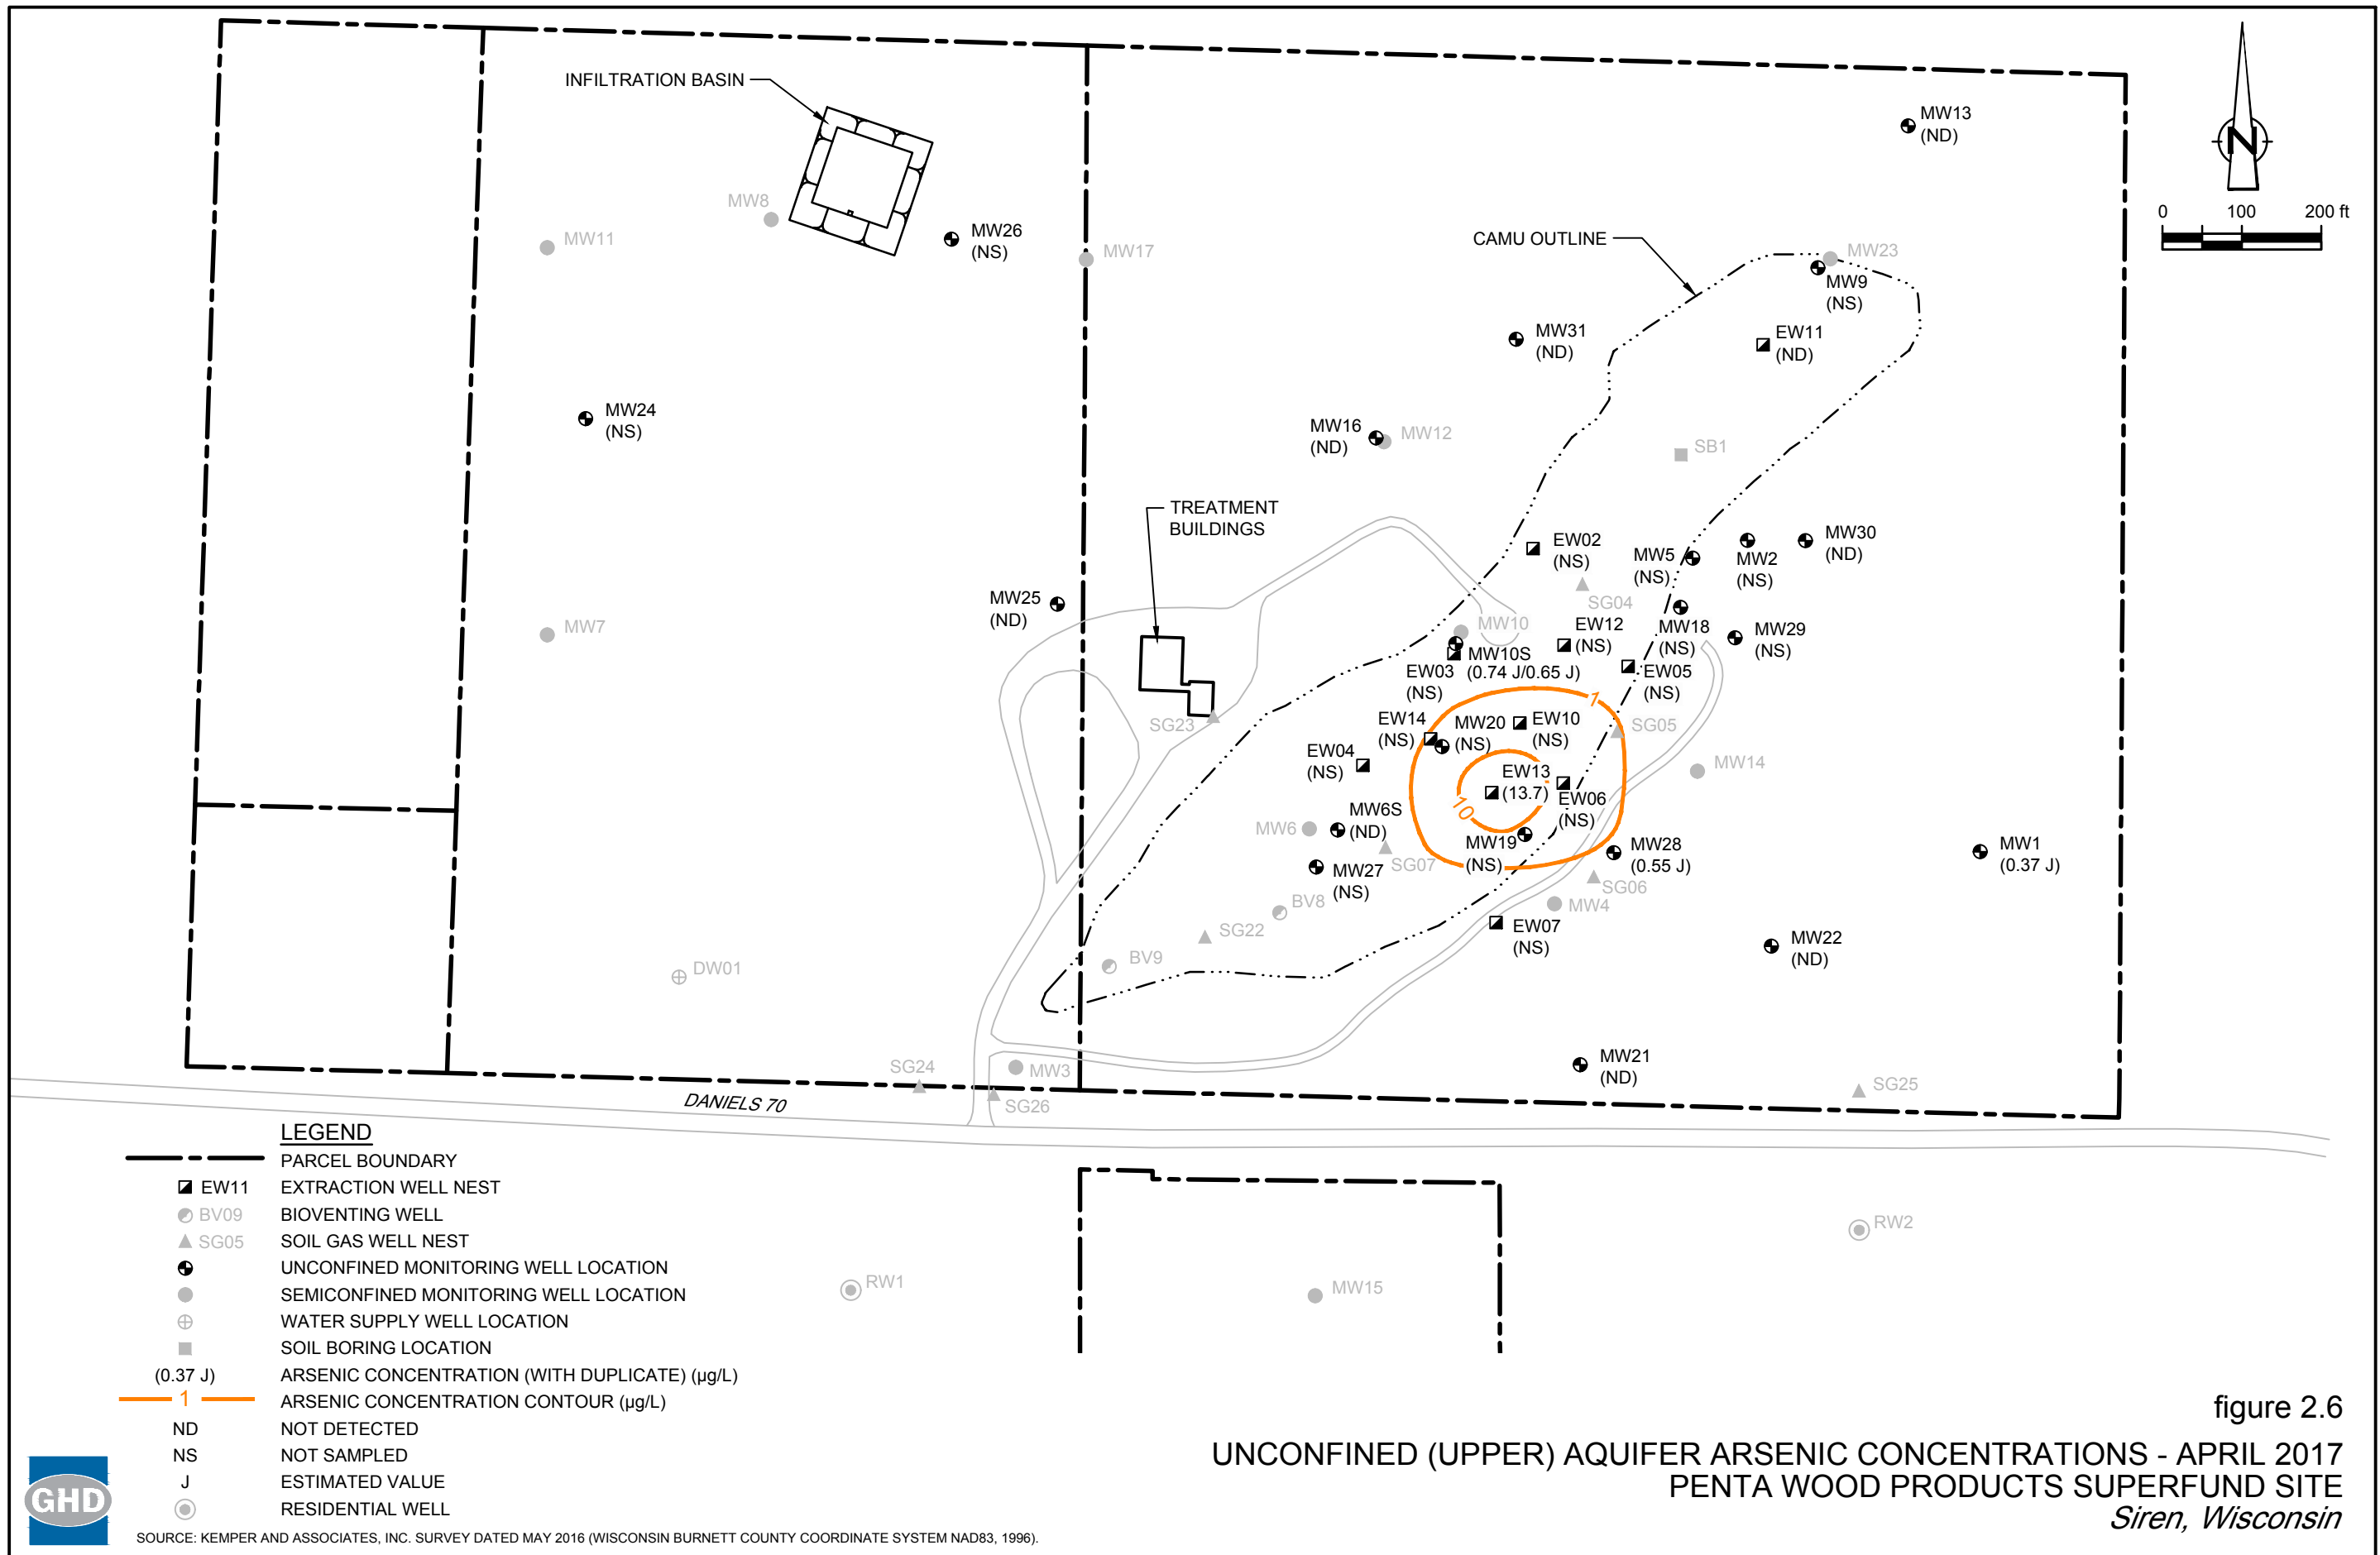 INFILTRATION BASIN
MW13
(ND)
N
0 100 200 ft
MW8
MW11
MW26
(NS)
MW17
CAMU OUTLINE
MW23
MW9
(NS)
MW31
(ND)
EW11
(ND)
MW24
(NS)
MW16
(ND)
MW12
SB1
TREATMENT
BUILDINGS
EW02
(NS)
MW5
(NS)
MW2
(NS)
MW30
(ND)
MW25
(ND)
SG04
MW7
MW10
EW12
(NS)
MW18
(NS)
MW29
(NS)
MW10S
(0.74 J/0.65 J)
EW03
(NS)
EW05
(NS)
1
SG23
EW14
(NS)
MW20
(NS)
EW10
(NS)
SG05
EW04
(NS)
EW13
(13.7)
MW14
10
EW06
(NS)
MW6
MW6S
(ND)
MW19
(NS)
MW28
(0.55 J)
MW1
(0.37 J)
SG07
MW27
(NS)
SG06
BV8
MW4
SG22
EW07
(NS)
MW22
(ND)
BV9
DW01
MW21
(ND)
SG24
MW3
SG25
SG26
DANIELS 70
LEGEND
PARCEL BOUNDARY
EW11 EXTRACTION WELL NEST
BV09 BIOVENTING WELL
SG05 SOIL GAS WELL NEST
UNCONFINED MONITORING WELL LOCATION
SEMICONFINED MONITORING WELL LOCATION
WATER SUPPLY WELL LOCATION
SOIL BORING LOCATION
(0.37 J) ARSENIC CONCENTRATION (WITH DUPLICATE) (µg/L)
1 ARSENIC CONCENTRATION CONTOUR (µg/L)
ND NOT DETECTED
NS NOT SAMPLED
J ESTIMATED VALUE
RESIDENTIAL WELL
RW2
RW1
MW15
GHD
SOURCE: KEMPER AND ASSOCIATES, INC. SURVEY DATED MAY 2016 (WISCONSIN BURNETT COUNTY COORDINATE SYSTEM NAD83, 1996).
figure 2.6
UNCONFINED (UPPER) AQUIFER ARSENIC CONCENTRATIONS - APRIL 2017
PENTA WOOD PRODUCTS SUPERFUND SITE
Siren, Wisconsin